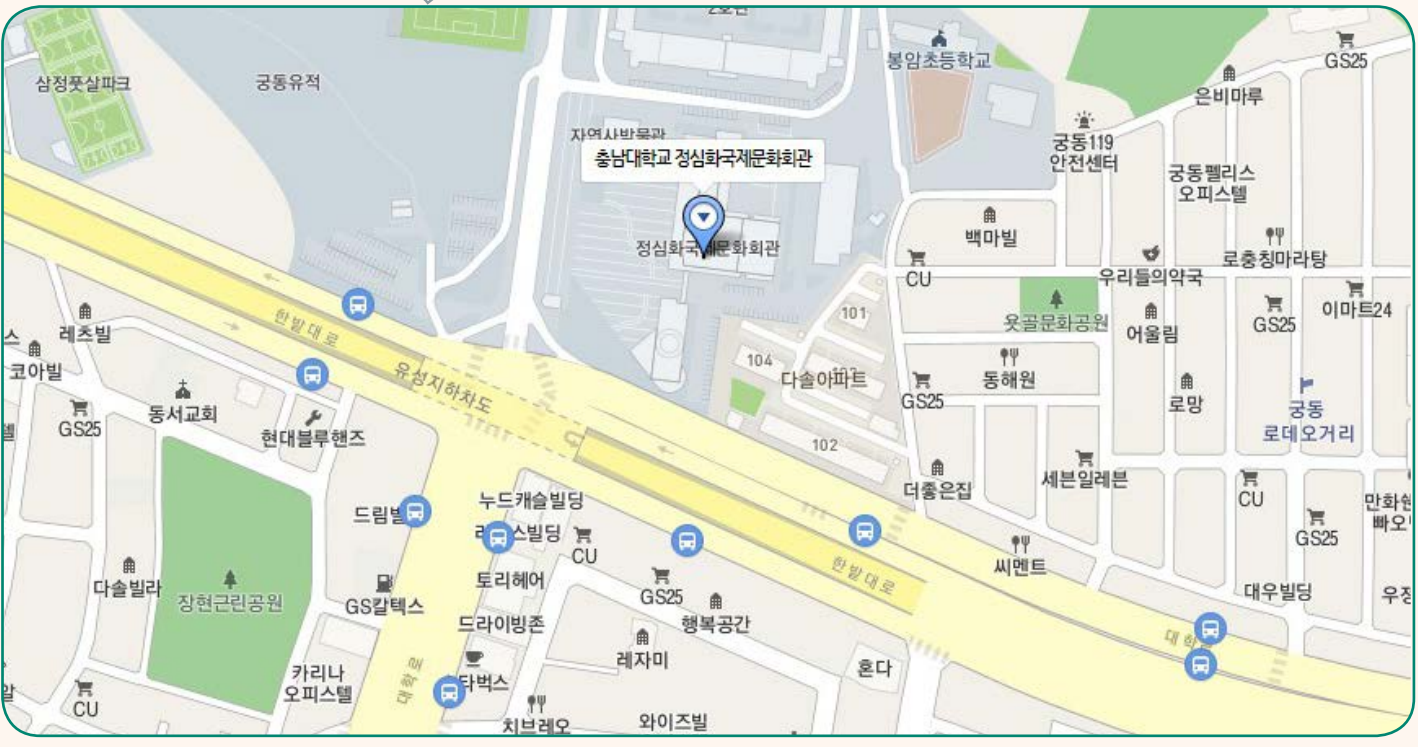 2호관
봉암초등학교
GS25
삼정풋살파크
궁동유적
은비마루
자연사박물관
충남대학교 정심화국제문화회관
궁동119
안전센터
궁동펠리스
오피스텔
백마빌
정심화국제문화회관
로충칭마라탕
CU
우리들의약국
101
욧골문화공원
어울림
GS25
이마트24
레츠빌
한밭대로
코아빌
104
다솔아파트
동해원
유성지하차도
로망
동서교회
GS25
GS25
궁동
로데오거리
현대블루핸즈
102
더좋은집
세븐일레븐
누드캐슬빌딩
CU
드림빌
스빌딩
CU
GS25
씨멘트
토리헤어
한밭대로
다솔빌라
장현근린공원
GS칼텍스
GS25
행복공간
대우빌딩
드라이빙존
레자미
혼다
카리나
오피스텔
대학로
타벅스
CU
치브레오
와이즈빌